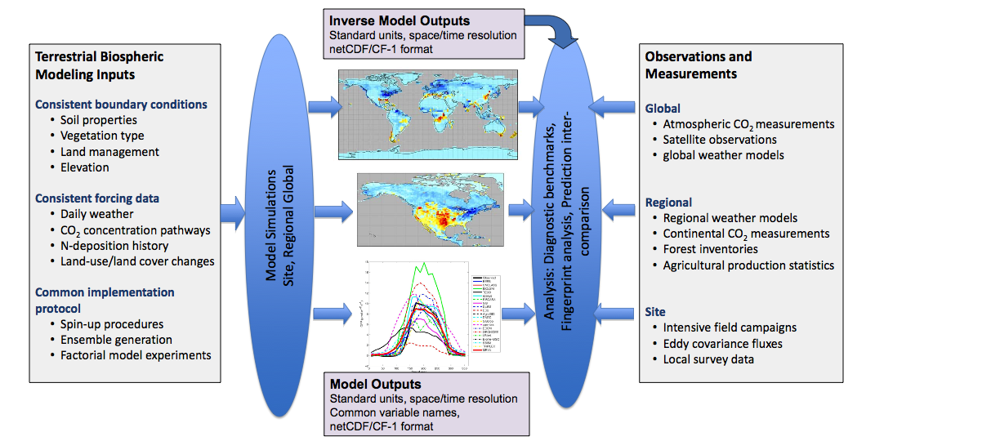 Inverse Model Outputs
Standard units, space/time resolution
netCDF/CF-1 format
Terrestrial Biospheric
Modeling Inputs
Consistent boundary conditions
• Soil properties
• Vegetation type
• Land management
• Elevation
Consistent forcing data
• Daily weather
• CO2 concentration pathways
• N-deposition history
• Land-use/land cover changes
Common implementation
protocol
• Spin-up procedures
• Ensemble generation
• Factorial model experiments
Model Simulations
Site, Regional Global
Model Outputs
Standard units, space/time resolution
Common variable names,
netCDF/CF-1 format
Analysis: Diagnostic benchmarks,
Fingerprint analysis, Prediction inter-
comparison
Observations and
Measurements
Global
• Atmospheric CO2 measurements
• Satellite observations
• global weather models
Regional
• Regional weather models
• Continental CO2 measurements
• Forest inventories
• Agricultural production statistics
Site
• Intensive field campaigns
• Eddy covariance fluxes
• Local survey data